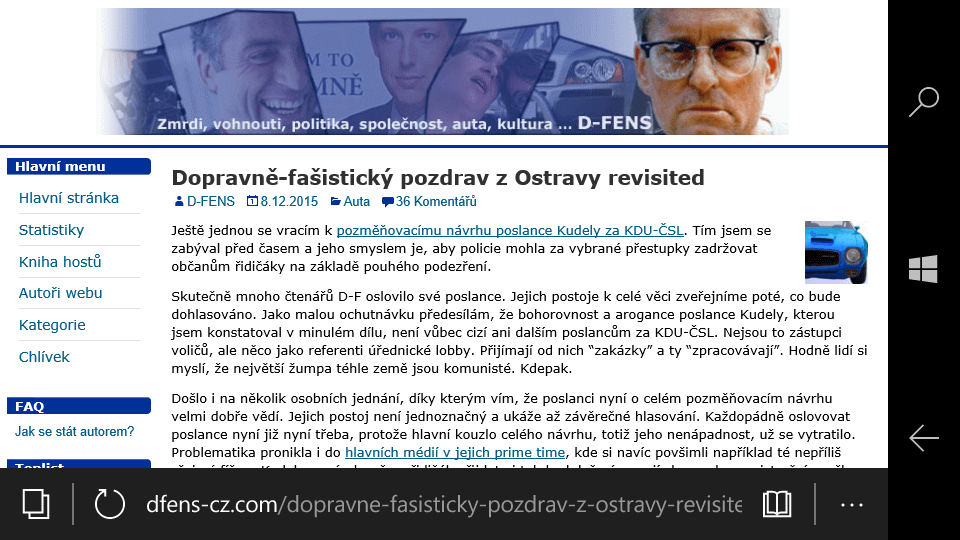 M TO
MNĚ
Zmrdi, vohnouti, politika, společnost, auta, kultura ... D-FENS
Hlavní menu
Hlavní stránka
Statistiky
Kniha hostů
Autoři webu
Kategorie
Chlívek
FAQ
Jak se stát autorem?
Toplist
Dopravně-fašistický pozdrav z Ostravy revisited
D-FENS 8.12.2015 Auta 36 Komentářů
Ještě jednou se vracím k pozměňovacímu návrhu poslance Kudely za KDU-ČSL. Tím jsem se
zabýval před časem a jeho smyslem je, aby policie mohla za vybrané přestupky zadržovat
občanům řidičáky na základě pouhého podezření.
Skutečně mnoho čtenářů D-F oslovilo své poslance. Jejich postoje k celé věci zveřejníme poté, co bude
dohlasováno. Jako malou ochutnávku předesílám, že bohorovnost a arogance poslance Kudely, kterou
jsem konstatoval v minulém dílu, není vůbec cizí ani dalším poslancům za KDU-ČSL. Nejsou to zástupci
voličů, ale něco jako referenti úřednické lobby. Přijímají od nich “zakázky” a ty “zpracovávají”. Hodně lidí si
myslí, že největší žumpa téhle země jsou komunisté. Kdepak.
Došlo i na několik osobních jednání, díky kterým vím, že poslanci nyní o celém pozměňovacím návrhu
velmi dobře vědí. Jejich postoj není jednoznačný a ukáže až závěrečné hlasování. Každopádně oslovovat
poslance nyní již nyní třeba, protože hlavní kouzlo celého návrhu, totiž jeho nenápadnost, už se vytratilo.
Problematika pronikla i do hlavních médií v jejich prime time, kde si navíc povšimli například té nepříliš
dfens-cz.com/dopravne-fasisticky-pozdrav-z-ostravy-revisite